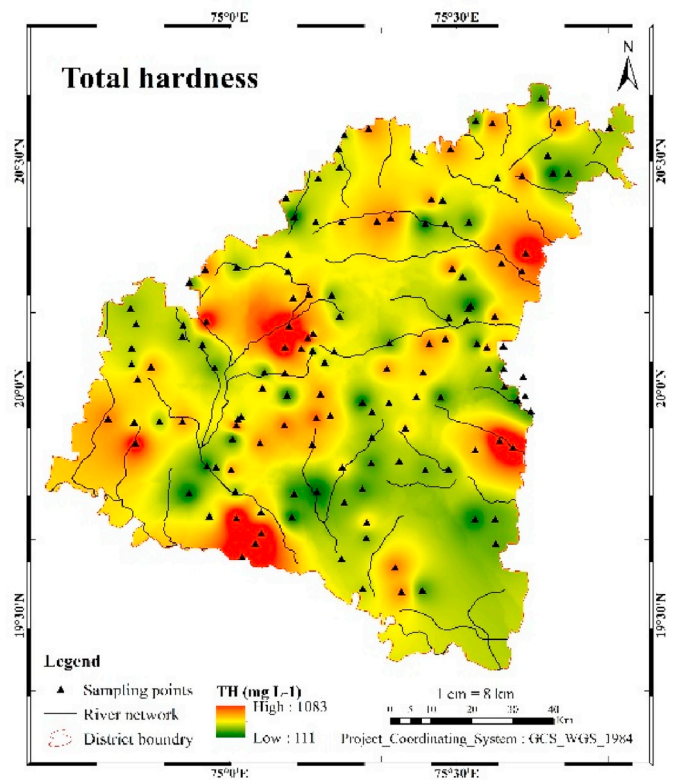 75°0'E 75°30'E
Total hardness
N
20°30'N 20°30'N
20°0'N 20°0'N
19°30'N 19°30'N
Legend
Sampling points
River network
District boundary
TH (mg L-1)
High : 1083
Low : 111
1 cm = 8 km
0 5 10 20 30 40
Km
Project_Coordinating_System : GCS_WGS_1984
75°0'E 75°30'E